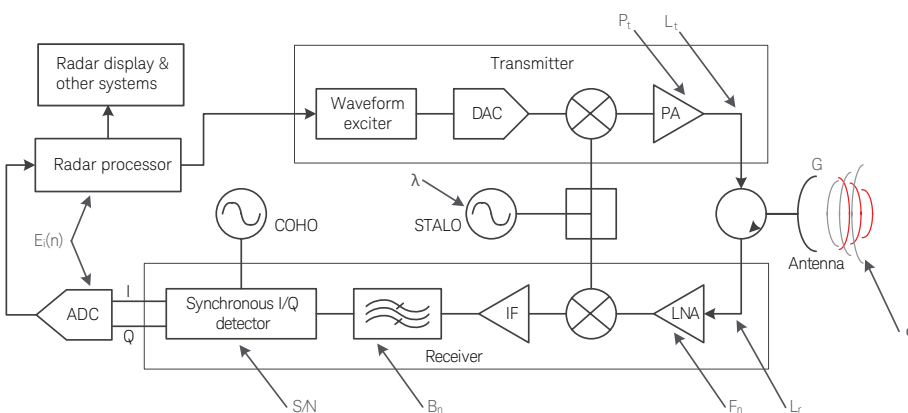 Radar display &
other systems
Radar processor
Transmitter
Waveform
exciter
DAC
PA
Pt
Lt
λ
STALO
COHO
G
Antenna
Ei(n)
ADC
I
Q
Synchronous I/Q
detector
IF
LNA
Receiver
S/N
Bn
Fn
Lr